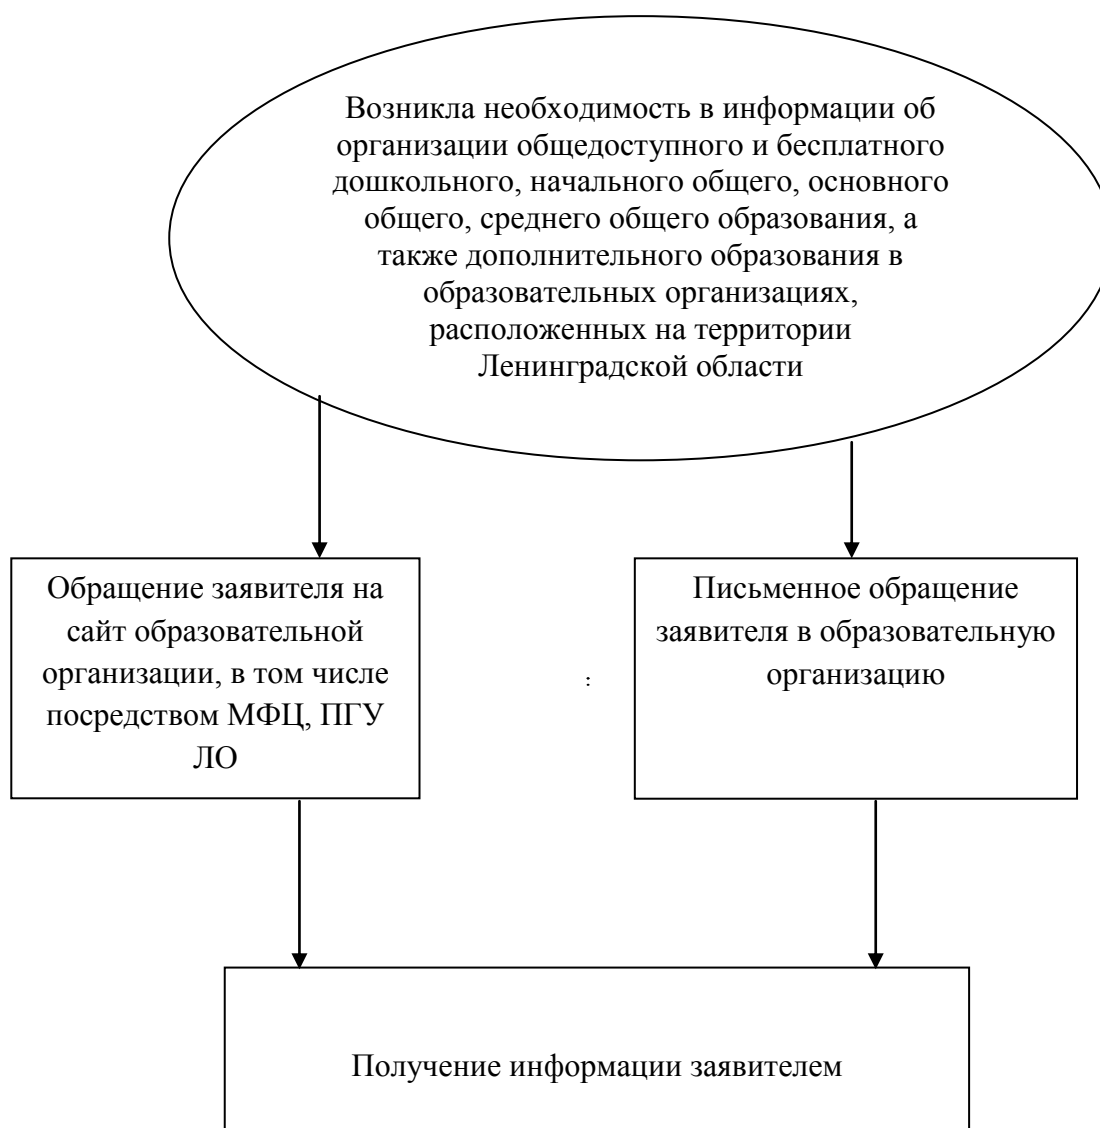 Возникла необходимость в информации об
организации общедоступного и бесплатного
дошкольного, начального общего, основного
общего, среднего общего образования, а
также дополнительного образования в
образовательных организациях,
расположенных на территории
Ленинградской области
Обращение заявителя на
сайт образовательной
организации, в том числе
посредством МФЦ, ПГУ
ЛО
:
Письменное обращение
заявителя в образовательную
организацию
Получение информации заявителем